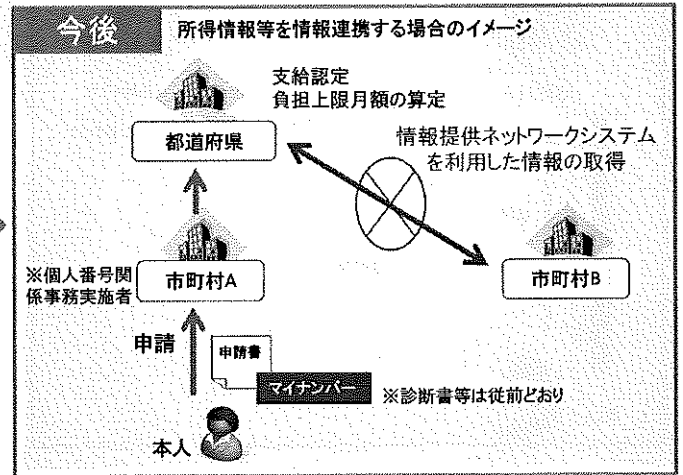 今後
所得情報等を情報連携する場合のイメージ
支給認定
負担上限月額の算定
都道府県
情報提供ネットワークシステム
を利用した情報の取得
※個人番号関
係事務実施者
市町村A
市町村B
申請
申請書
マイナンバー
※診断書等は従前どおり
本人